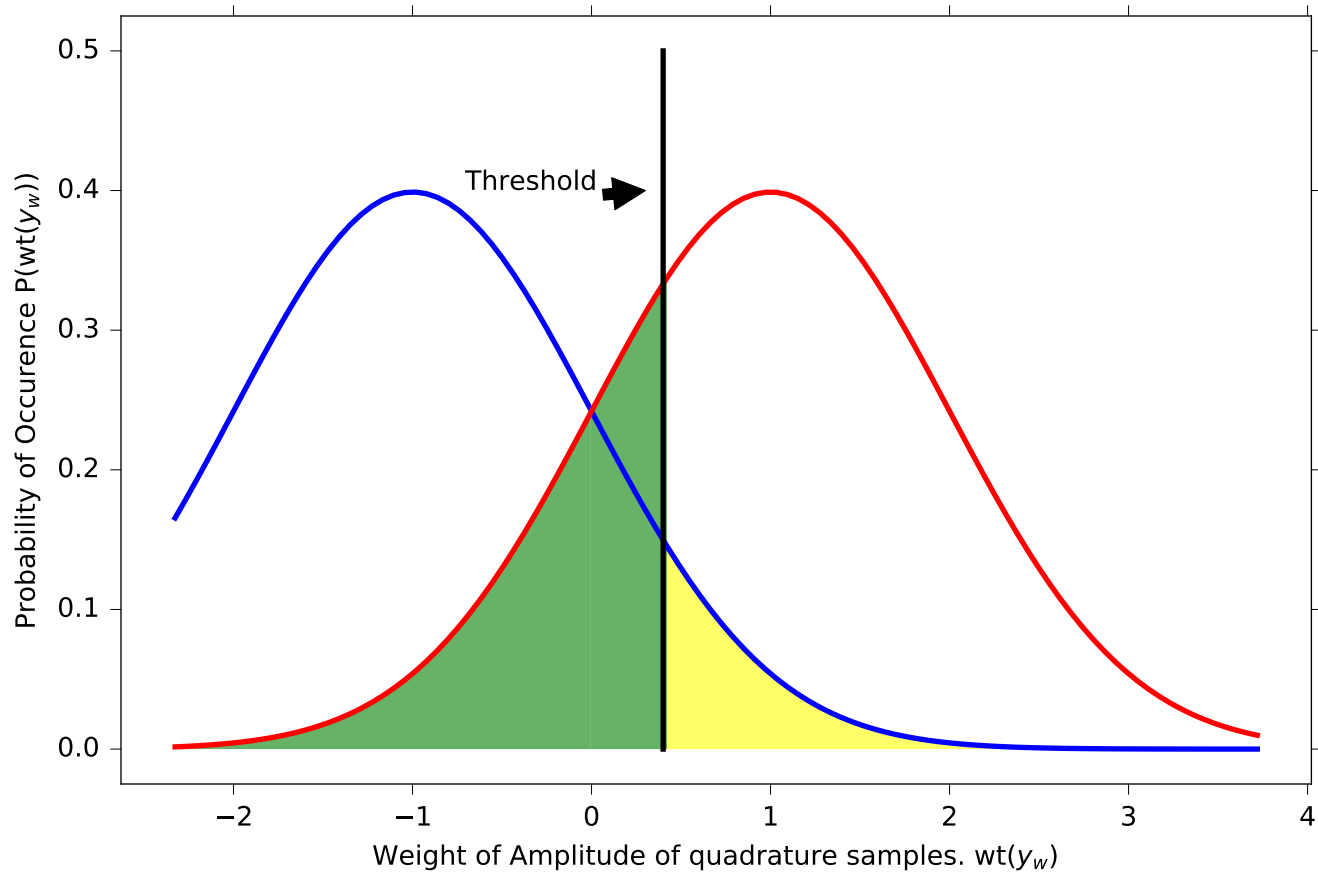 0.5
0.4
0.3
0.2
0.1
0.0
Probability of Occurence P(wt(y_w))
Threshold
−2 −1 0 1 2 3 4
Weight of Amplitude of quadrature samples. wt(y_w)